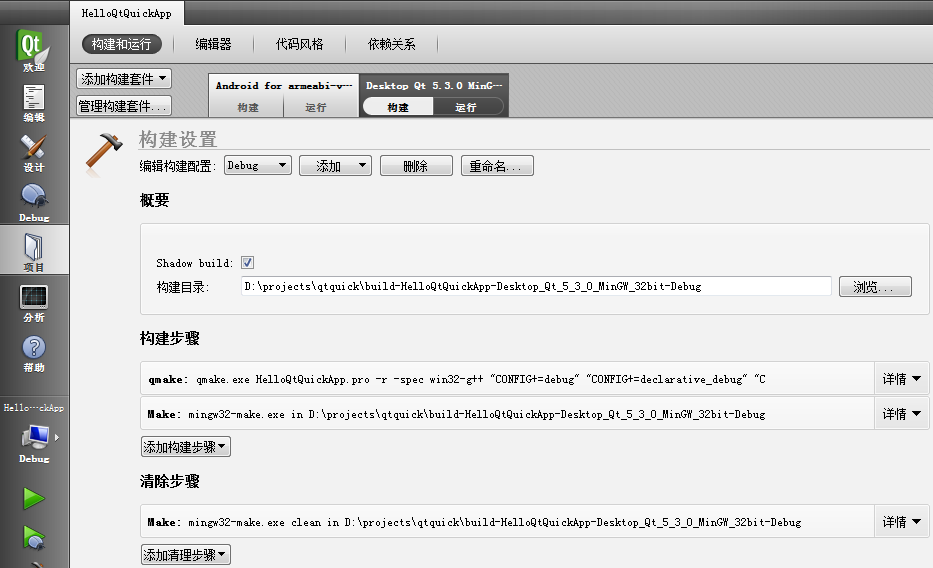 HelloQtQuickApp
Qt
欢迎
编辑
设计
Debug
项目
分析
帮助
Hello···ckApp
Debug
构建和运行 编辑器 代码风格 依赖关系
添加构建套件
管理构建套件...
Android for armeabi-v···
构建 运行
Desktop Qt 5.3.0 MinG···
构建 运行
构建设置
编辑构建配置: Debug 添加 删除 重命名...
概要
Shadow build:
构建目录: D:\projects\qtquick\build-HelloQtQuickApp-Desktop_Qt_5_3_0_MinGW_32bit-Debug 浏览...
构建步骤
qmake: qmake.exe HelloQtQuickApp.pro -r -spec win32-g++ "CONFIG+=debug" "CONFIG+=declarative_debug" "C 详情
Make: mingw32-make.exe in D:\projects\qtquick\build-HelloQtQuickApp-Desktop_Qt_5_3_0_MinGW_32bit-Debug 详情
添加构建步骤
清除步骤
Make: mingw32-make.exe clean in D:\projects\qtquick\build-HelloQtQuickApp-Desktop_Qt_5_3_0_MinGW_32bit-Debug 详情
添加清理步骤